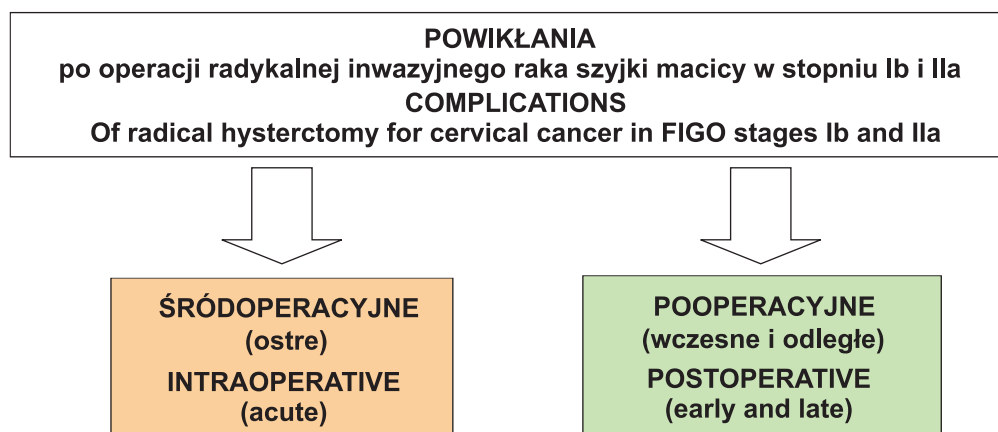 POWIKŁANIA
po operacji radykalnej inwazyjnego raka szyjki macicy w stopniu Ib i IIa
COMPLICATIONS
Of radical hysterctomy for cervical cancer in FIGO stages Ib and IIa
ŚRÓDOPERACYJNE
(ostre)
INTRAOPERATIVE
(acute)
POOPERACYJNE
(wczesne i odległe)
POSTOPERATIVE
(early and late)